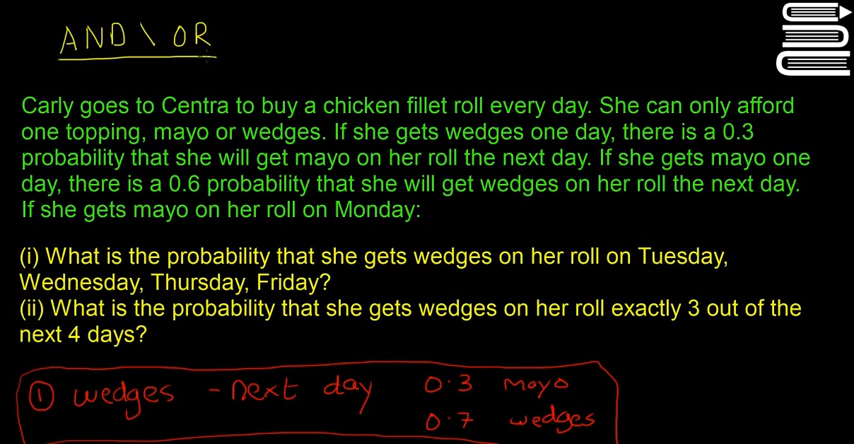 AND \ OR
Carly goes to Centra to buy a chicken fillet roll every day. She can only afford
one topping, mayo or wedges. If she gets wedges one day, there is a 0.3
probability that she will get mayo on her roll the next day. If she gets mayo one
day, there is a 0.6 probability that she will get wedges on her roll the next day.
If she gets mayo on her roll on Monday:
(i) What is the probability that she gets wedges on her roll on Tuesday,
Wednesday, Thursday, Friday?
(ii) What is the probability that she gets wedges on her roll exactly 3 out of the
next 4 days?
① wedges - next day 0.3 mayo
0.7 wedges